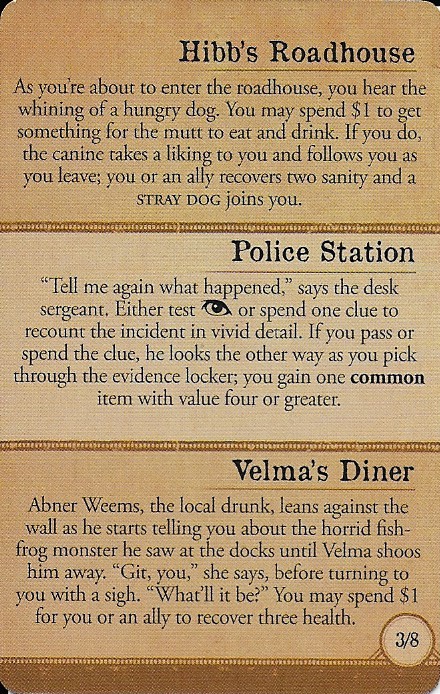 Hibb's Roadhouse
As you're about to enter the roadhouse, you hear the
whining of a hungry dog. You may spend $1 to get
something for the mutt to eat and drink. If you do,
the canine takes a liking to you and follows you as
you leave; you or an ally recovers two sanity and a
STRAY DOG joins you.
Police Station
“Tell me again what happened,” says the desk
sergeant. Either test or spend one clue to
recount the incident in vivid detail. If you pass or
spend the clue, he looks the other way as you pick
through the evidence locker; you gain one common
item with value four or greater.
Velma's Diner
Abner Weems, the local drunk, leans against the
wall as he starts telling you about the horrid fish-
frog monster he saw at the docks until Velma shoos
him away. “Git, you,” she says, before turning to
you with a sigh. “What'll it be?” You may spend $1
for you or an ally to recover three health.
3/8